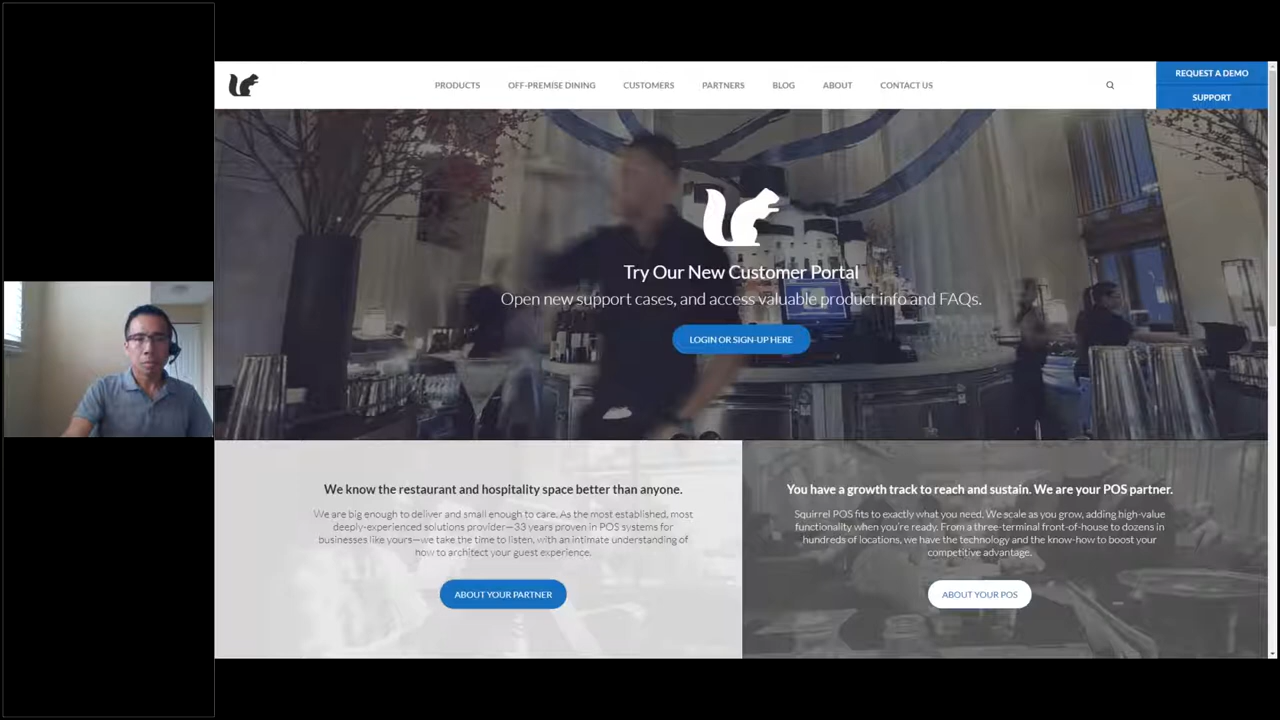 PRODUCTS OFF-PREMISE DINING CUSTOMERS PARTNERS BLOG ABOUT CONTACT US
REQUEST A DEMO
SUPPORT
Try Our New Customer Portal
Open new support cases, and access valuable product info and FAQs.
LOGIN OR SIGN-UP HERE
We know the restaurant and hospitality space better than anyone.
We are big enough to deliver and small enough to care. As the most established, most
deeply-experienced solutions provider—33 years proven in POS systems for
businesses like yours—we take the time to listen, with an intimate understanding of
how to architect your guest experience.
ABOUT YOUR PARTNER
You have a growth track to reach and sustain. We are your POS partner.
Squirrel POS fits to exactly what you need. We scale as you grow, adding high-value
functionality when you're ready. From a three-terminal front-of-house to dozens in
hundreds of locations, we have the technology and the know-how to boost your
competitive advantage.
ABOUT YOUR POS